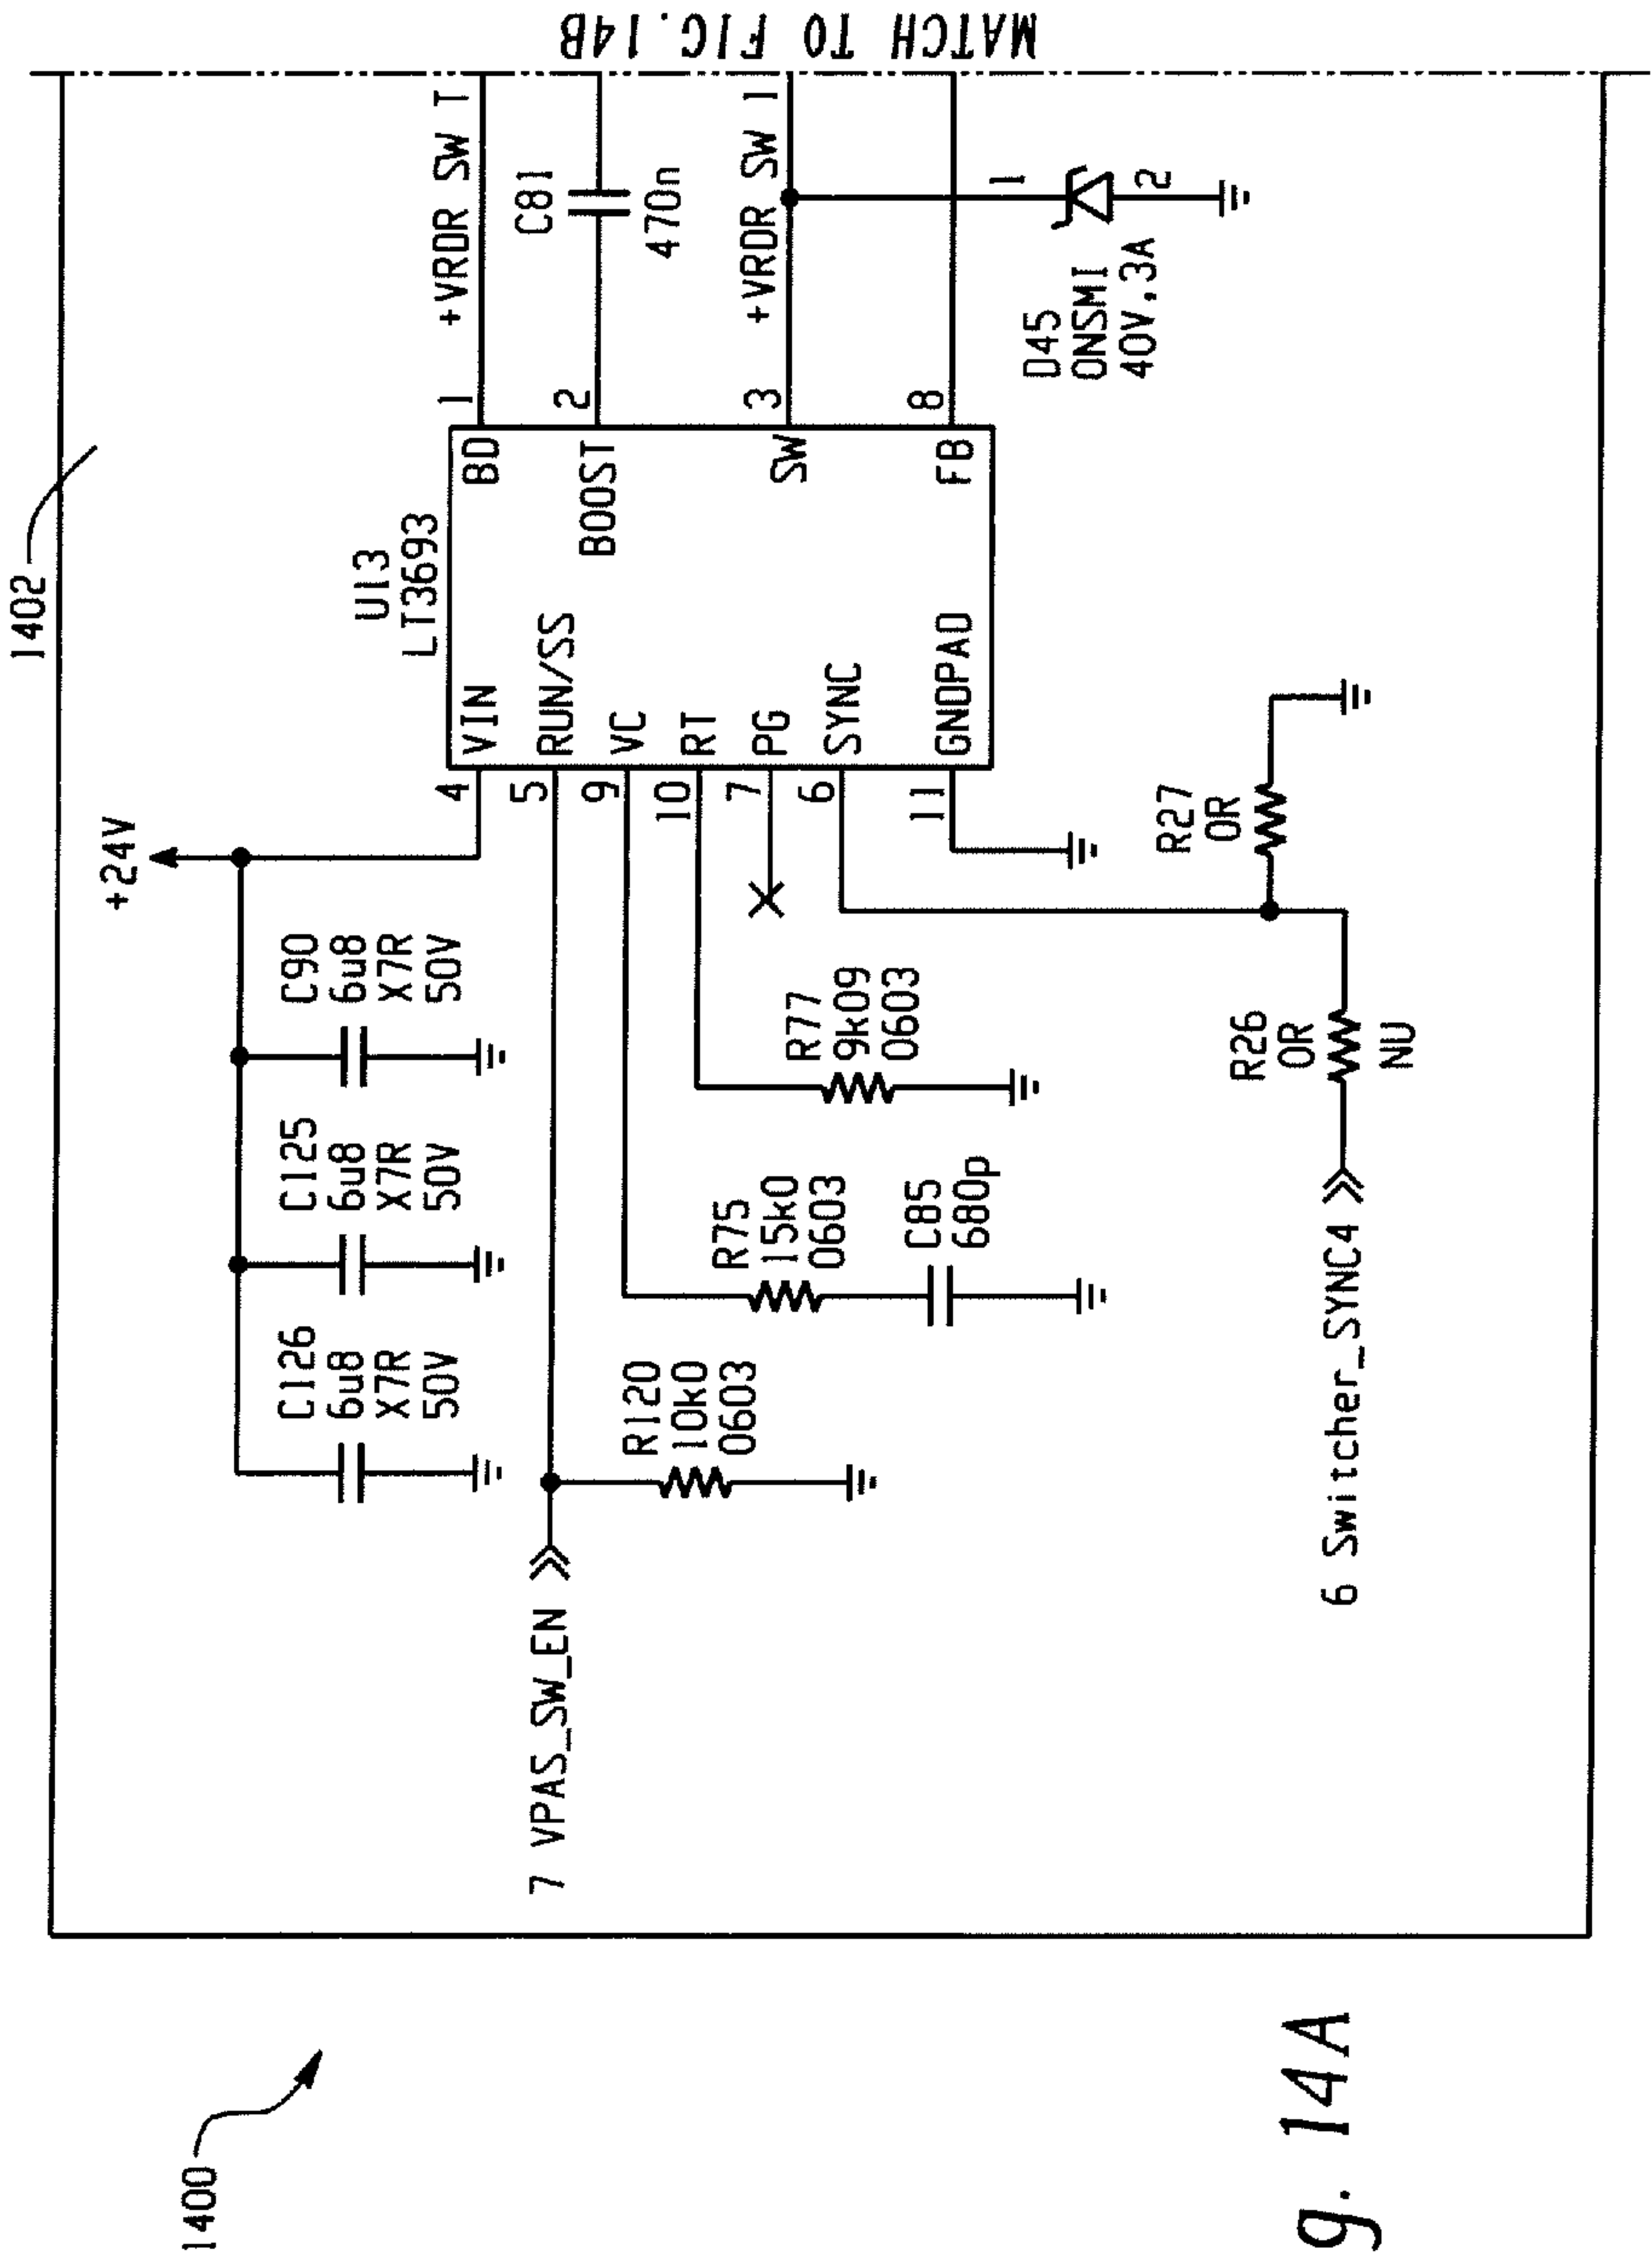 1400
1402
+24V
C126
6u8
X7R
50V
C125
6u8
X7R
50V
C90
6u8
X7R
50V
U13
LT3693
VIN
RUN/SS
VC
RT
PG
SYNC
GNDPAD
BD
BOOST
SW
FB
4
5
9
10
7
6
11
1
2
3
8
+VRDR SW T
C81
470n
+VRDR SW 1
1
2
D45
ONSMI
40V,3A
7 VPAS_SW_EN
R120
10k0
0603
R75
15k0
0603
C85
680p
R77
9k09
0603
R27
0R
R26
0R
NU
6 Switcher_SYNC4
MATCH TO FIG.14B
g. 14A